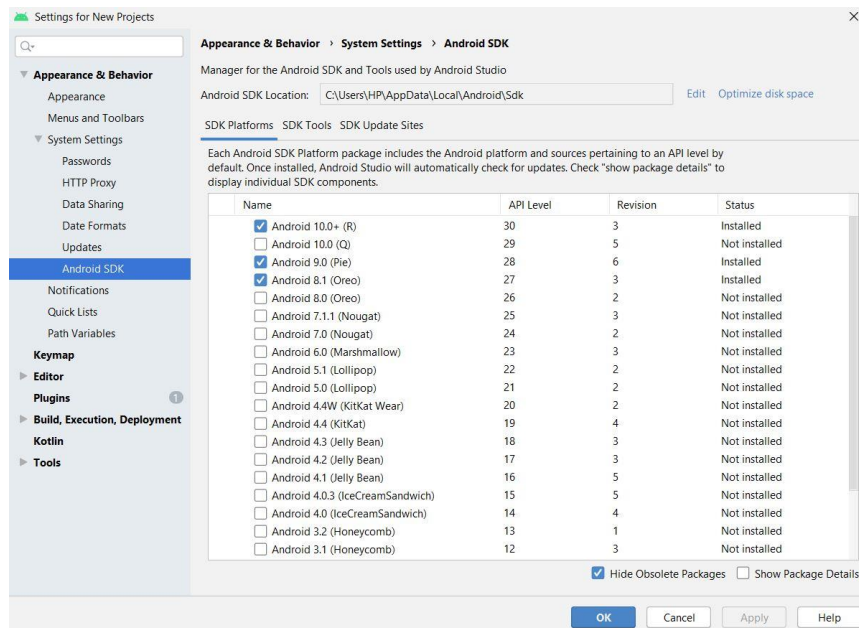 Settings for New Projects
Appearance & Behavior
Appearance
Menus and Toolbars
System Settings
Passwords
HTTP Proxy
Data Sharing
Date Formats
Updates
Android SDK
Notifications
Quick Lists
Path Variables
Keymap
Editor
Plugins 1
Build, Execution, Deployment
Kotlin
Tools
Appearance & Behavior › System Settings › Android SDK
Manager for the Android SDK and Tools used by Android Studio
Android SDK Location: C:\Users\HP\AppData\Local\Android\Sdk Edit Optimize disk space
SDK Platforms SDK Tools SDK Update Sites
Each Android SDK Platform package includes the Android platform and sources pertaining to an API level by
default. Once installed, Android Studio will automatically check for updates. Check "show package details" to
display individual SDK components.
Name API Level Revision Status
Android 10.0+ (R) 30 3 Installed
Android 10.0 (Q) 29 5 Not installed
Android 9.0 (Pie) 28 6 Installed
Android 8.1 (Oreo) 27 3 Installed
Android 8.0 (Oreo) 26 2 Not installed
Android 7.1.1 (Nougat) 25 3 Not installed
Android 7.0 (Nougat) 24 2 Not installed
Android 6.0 (Marshmallow) 23 3 Not installed
Android 5.1 (Lollipop) 22 2 Not installed
Android 5.0 (Lollipop) 21 2 Not installed
Android 4.4W (KitKat Wear) 20 2 Not installed
Android 4.4 (KitKat) 19 4 Not installed
Android 4.3 (Jelly Bean) 18 3 Not installed
Android 4.2 (Jelly Bean) 17 3 Not installed
Android 4.1 (Jelly Bean) 16 5 Not installed
Android 4.0.3 (IceCreamSandwich) 15 5 Not installed
Android 4.0 (IceCreamSandwich) 14 4 Not installed
Android 3.2 (Honeycomb) 13 1 Not installed
Android 3.1 (Honeycomb) 12 3 Not installed
Hide Obsolete Packages Show Package Details
OK Cancel Apply Help